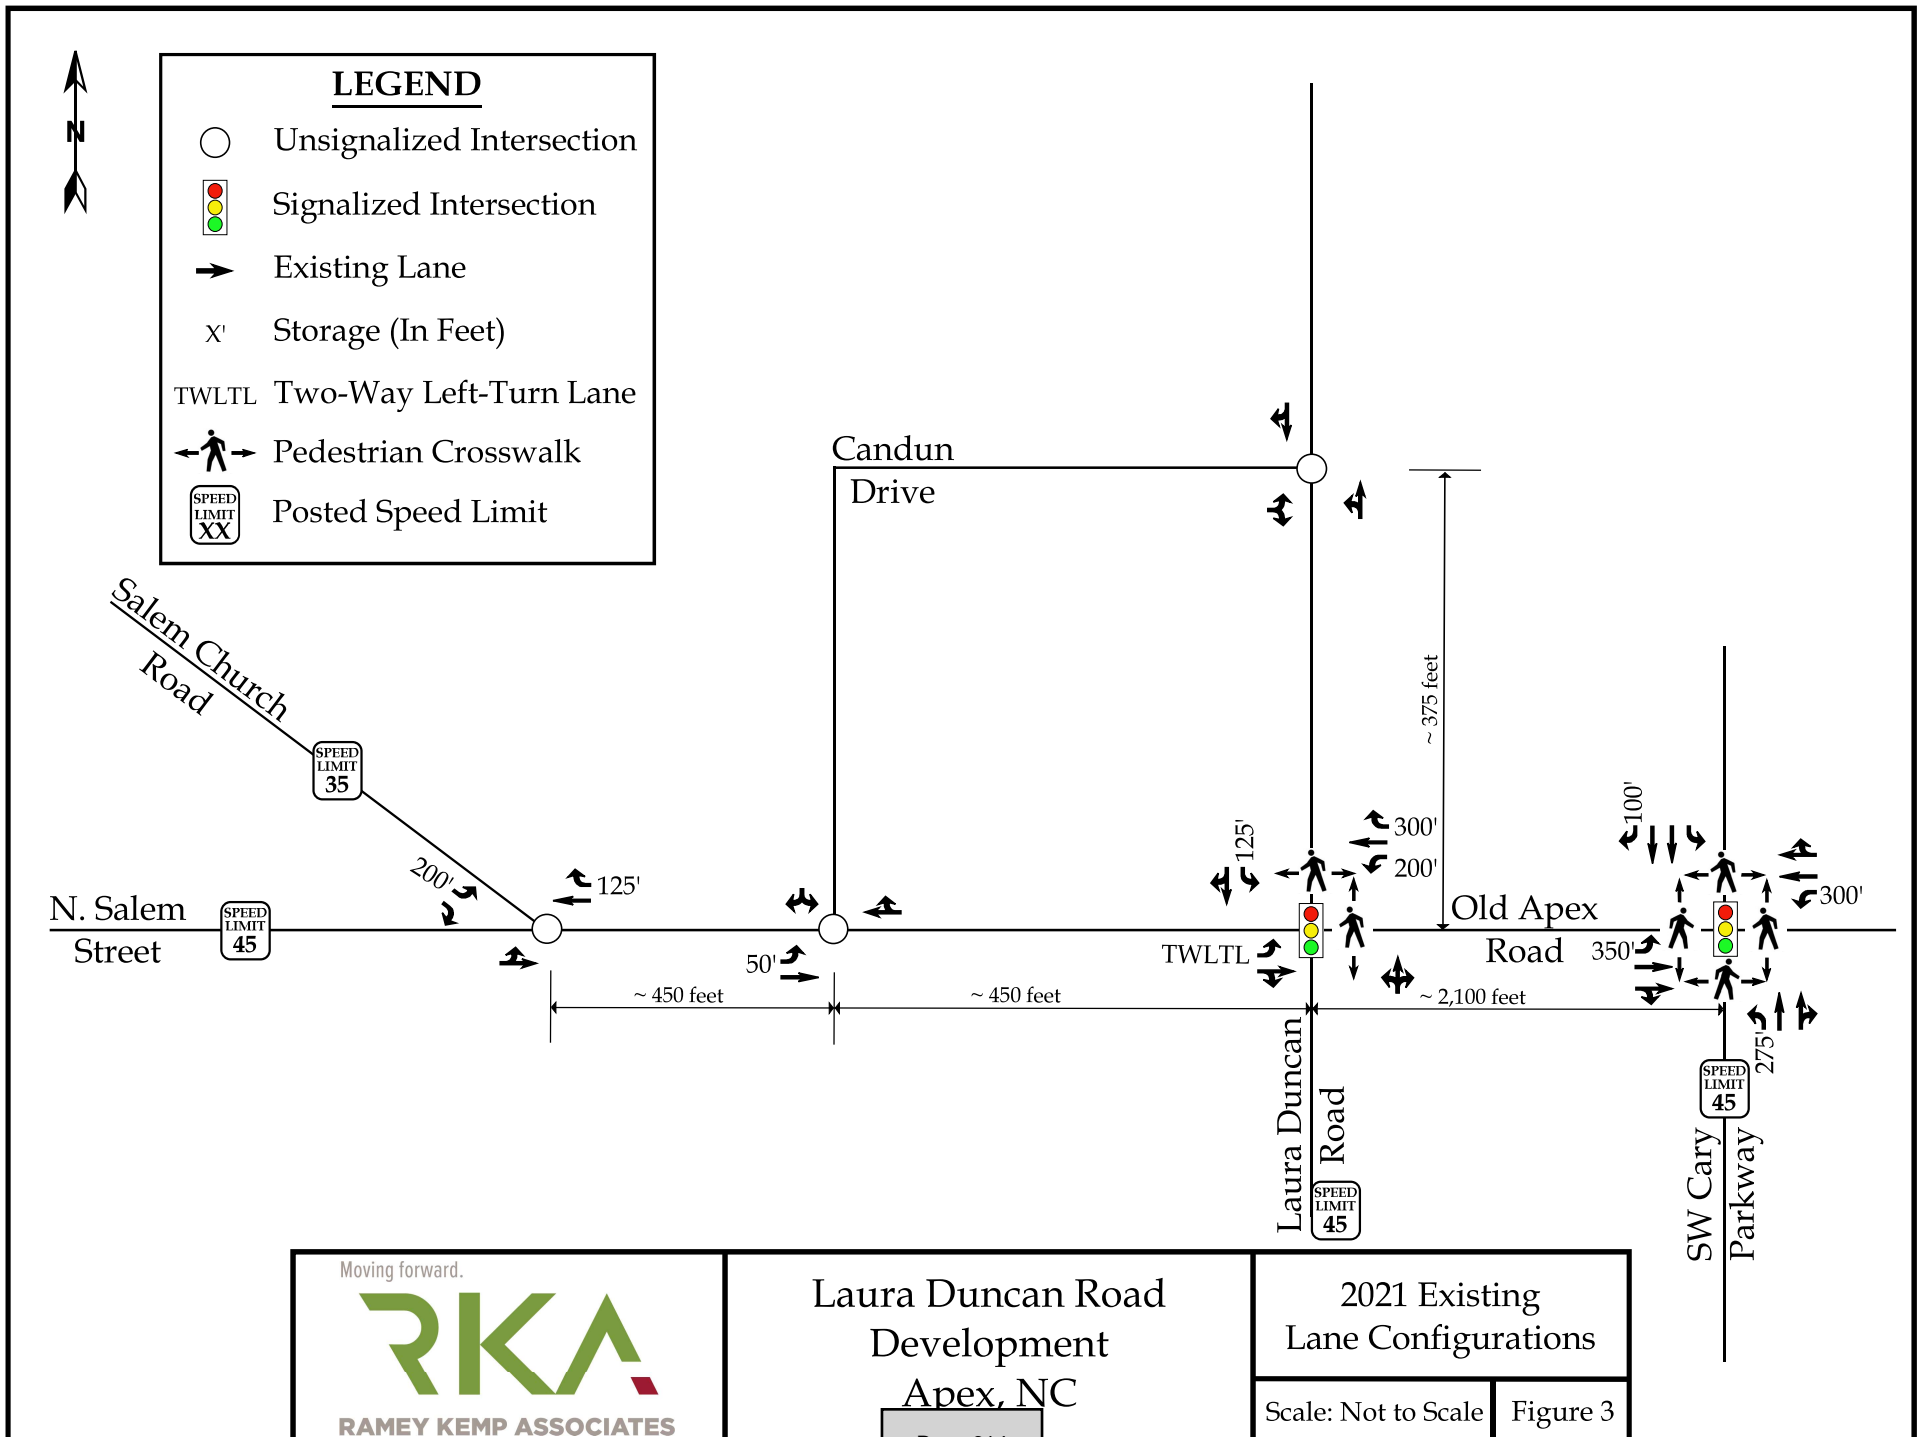 N
LEGEND
Unsignalized Intersection
Signalized Intersection
Existing Lane
X' Storage (In Feet)
TWLTL Two-Way Left-Turn Lane
Pedestrian Crosswalk
SPEED
LIMIT
XX
Posted Speed Limit
Candun
Drive
Salem Church
Road
SPEED
LIMIT
35
~ 375 feet
N. Salem
Street
SPEED
LIMIT
45
200'
125'
50'
125'
300'
200'
TWLTL
Old Apex
Road
100'
300'
350'
275'
~ 450 feet
~ 450 feet
~ 2,100 feet
Laura Duncan
Road
SPEED
LIMIT
45
SPEED
LIMIT
45
SW Cary
Parkway
Moving forward.
RKA
RAMEY KEMP ASSOCIATES
Laura Duncan Road
Development
Apex, NC
2021 Existing
Lane Configurations
Scale: Not to Scale
Figure 3